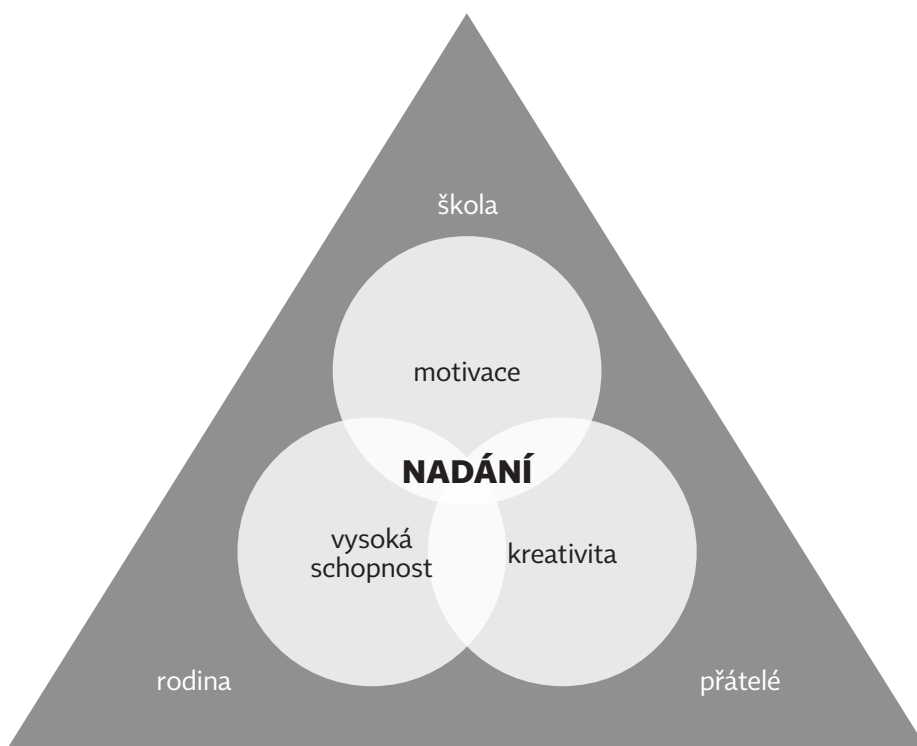 škola
motivace
NADÁNÍ
vysoká
schopnost
kreativita
rodina
přátelé